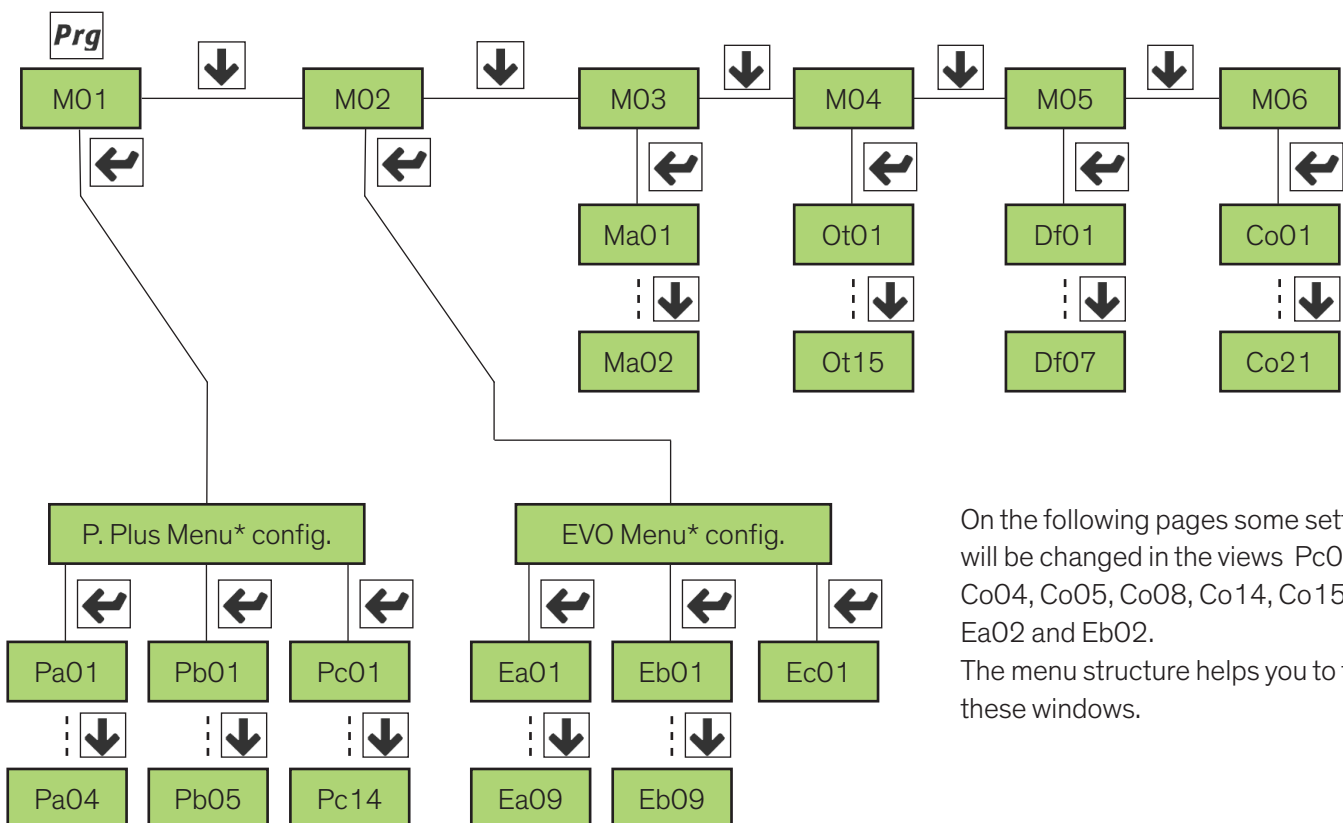 Prg
M01 M02 M03 M04 M05 M06
Ma01 Ot01 Df01 Co01
Ma02 Ot15 Df07 Co21
P. Plus Menu* config. EVO Menu* config.
On the following pages some
will be changed in the views
Co04, Co05, Co08, Co14, Co15
Ea02 and Eb02.
The menu structure helps you to
these windows.
Pa01 Pb01 Pc01 Ea01 Eb01 Ec01
Pa04 Pb05 Pc14 Ea09 Eb09